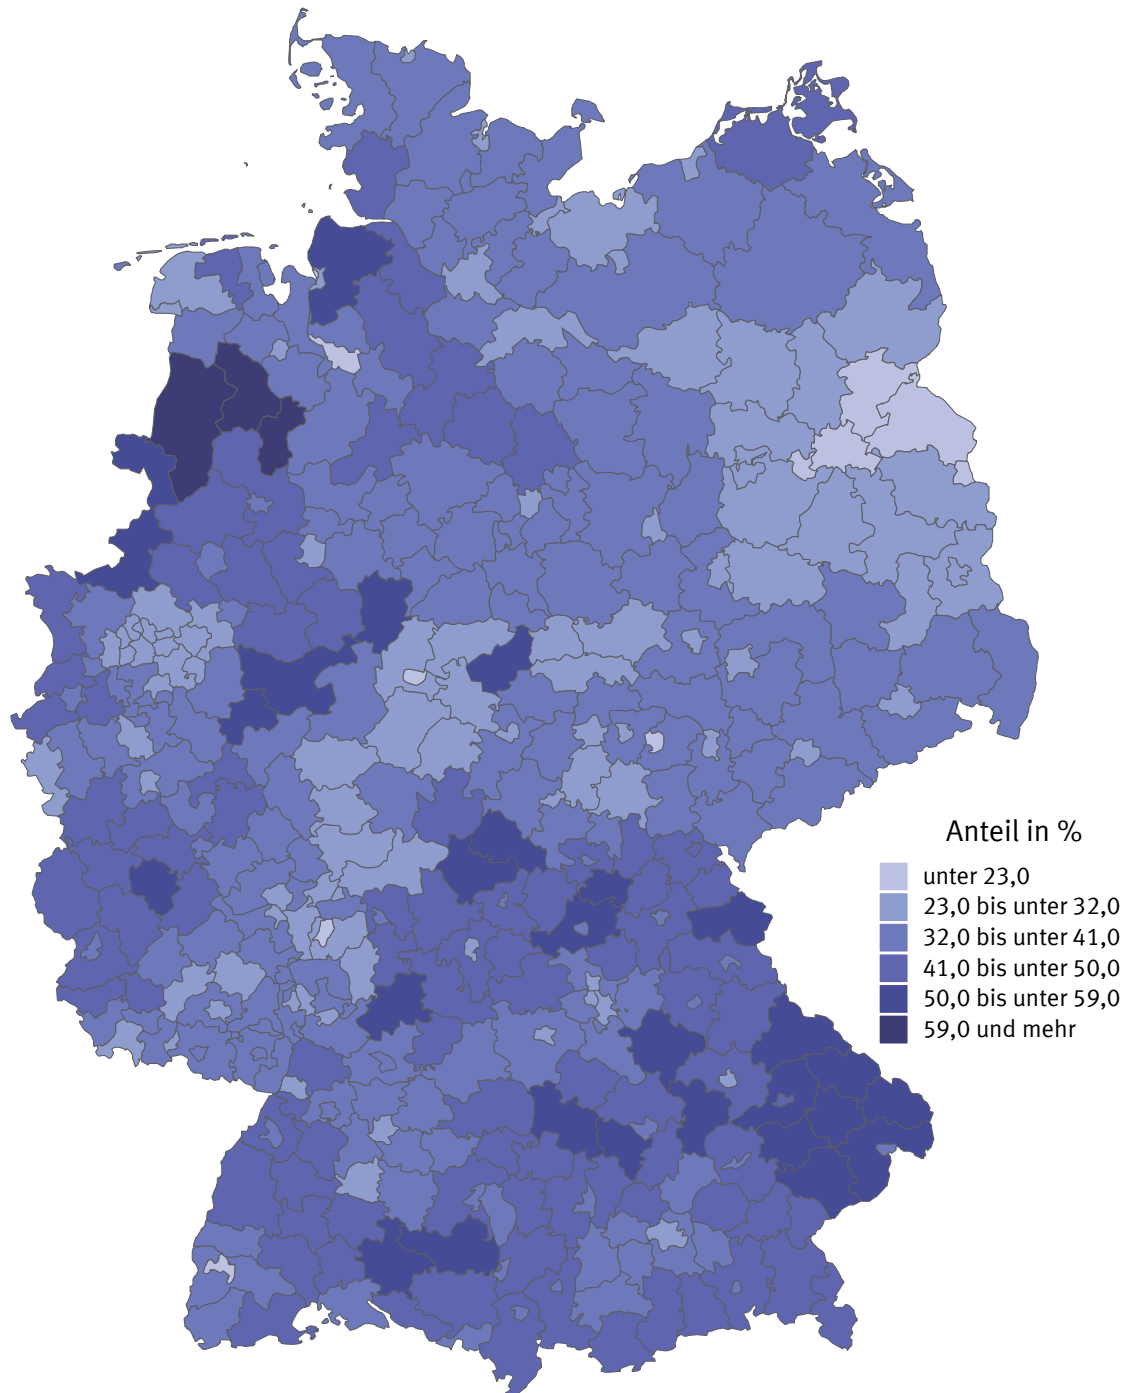 Anteil in %
unter 23,0
23,0 bis unter 32,0
32,0 bis unter 41,0
41,0 bis unter 50,0
50,0 bis unter 59,0
59,0 und mehr